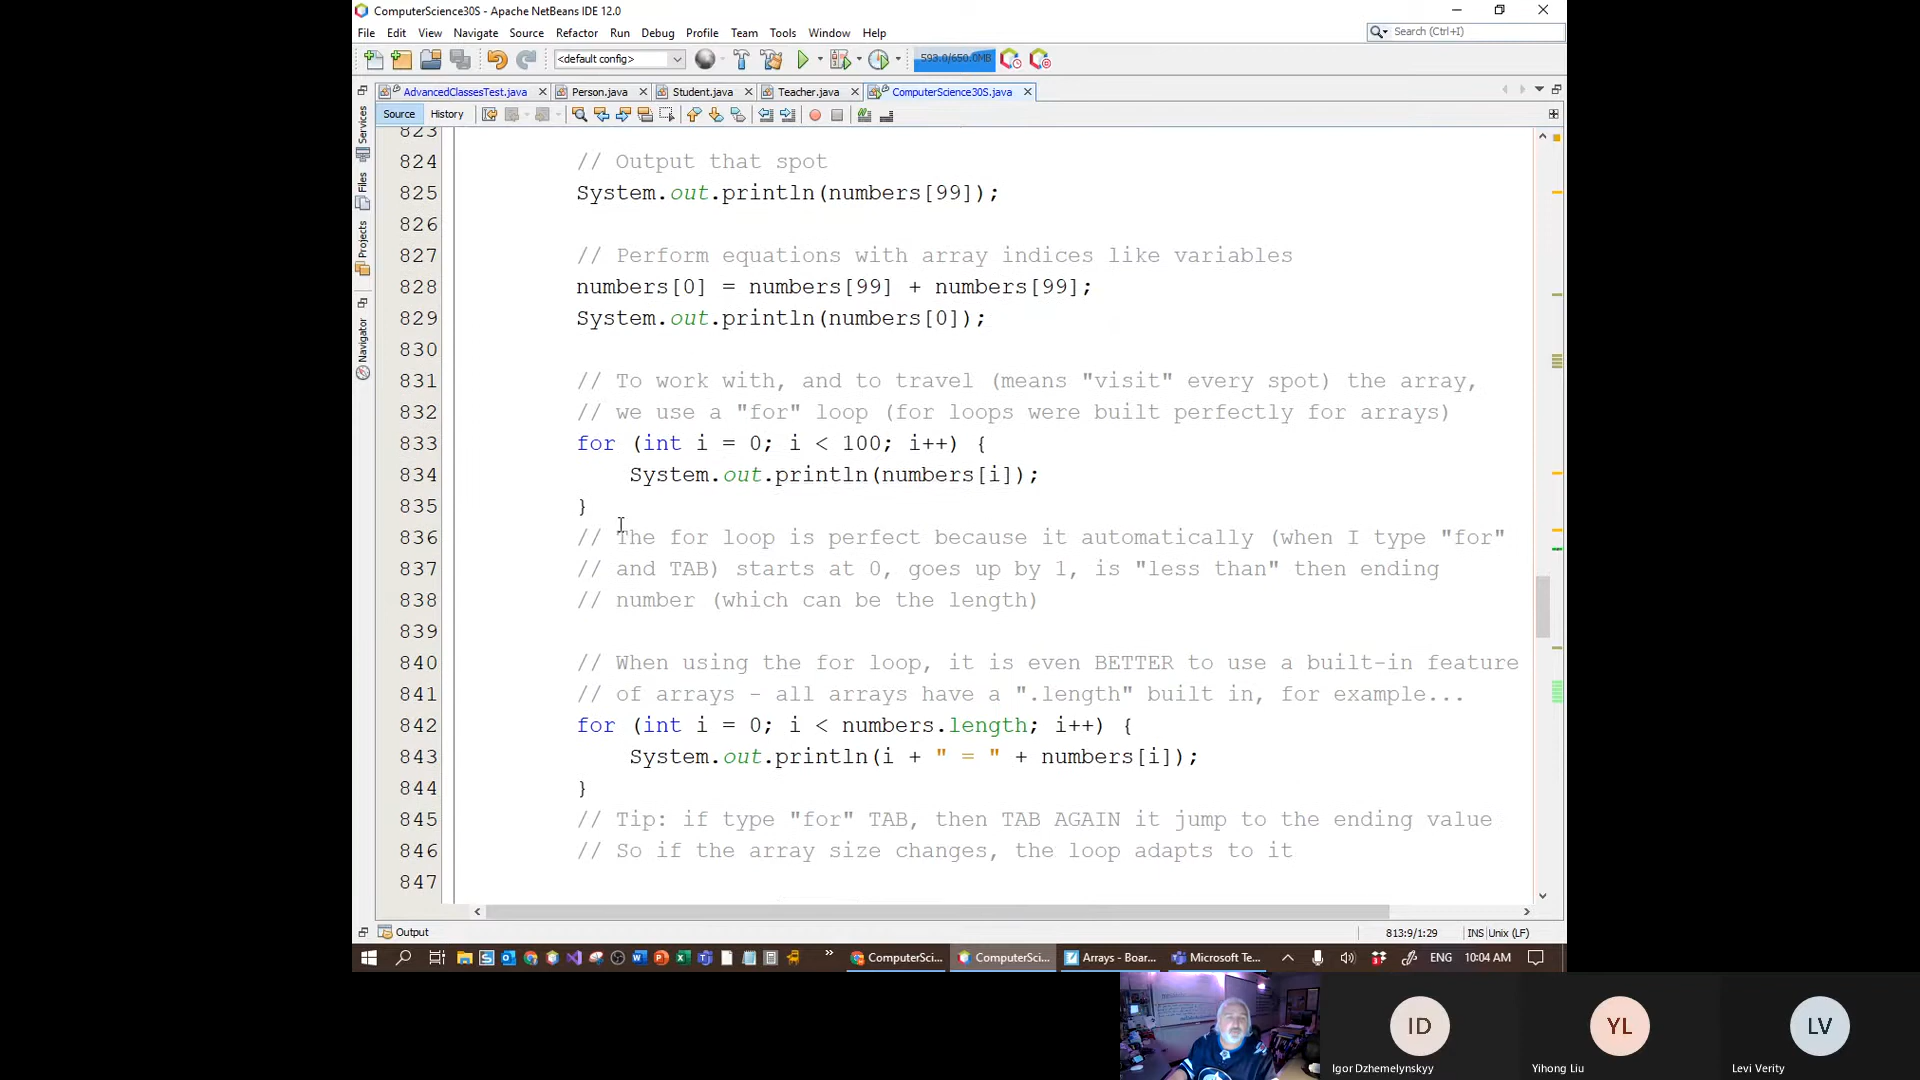 ComputerScience30S - Apache NetBeans IDE 12.0
File Edit View Navigate Source Refactor Run Debug Profile Team Tools Window Help
Search (Ctrl+I)
<default config>
593.0/650.0MB
AdvancedClassesTest.java Person.java Student.java Teacher.java ComputerScience30S.java
Source History
Services
Files
Projects
Navigator
823
824 // Output that spot
825 System.out.println(numbers[99]);
826
827 // Perform equations with array indices like variables
828 numbers[0] = numbers[99] + numbers[99];
829 System.out.println(numbers[0]);
830
831 // To work with, and to travel (means "visit" every spot) the array,
832 // we use a "for" loop (for loops were built perfectly for arrays)
833 for (int i = 0; i < 100; i++) {
834 System.out.println(numbers[i]);
835 }
836 // The for loop is perfect because it automatically (when I type "for"
837 // and TAB) starts at 0, goes up by 1, is "less than" then ending
838 // number (which can be the length)
839
840 // When using the for loop, it is even BETTER to use a built-in feature
841 // of arrays - all arrays have a ".length" built in, for example...
842 for (int i = 0; i < numbers.length; i++) {
843 System.out.println(i + " = " + numbers[i]);
844 }
845 // Tip: if type "for" TAB, then TAB AGAIN it jump to the ending value
846 // So if the array size changes, the loop adapts to it
847
Output
813:9/1:29 INS Unix (LF)
ComputerSci... ComputerSci... Arrays - Boar... Microsoft Te... ENG 10:04 AM
ID YL LV
Igor Dzhemelynskyy Yihong Liu Levi Verity